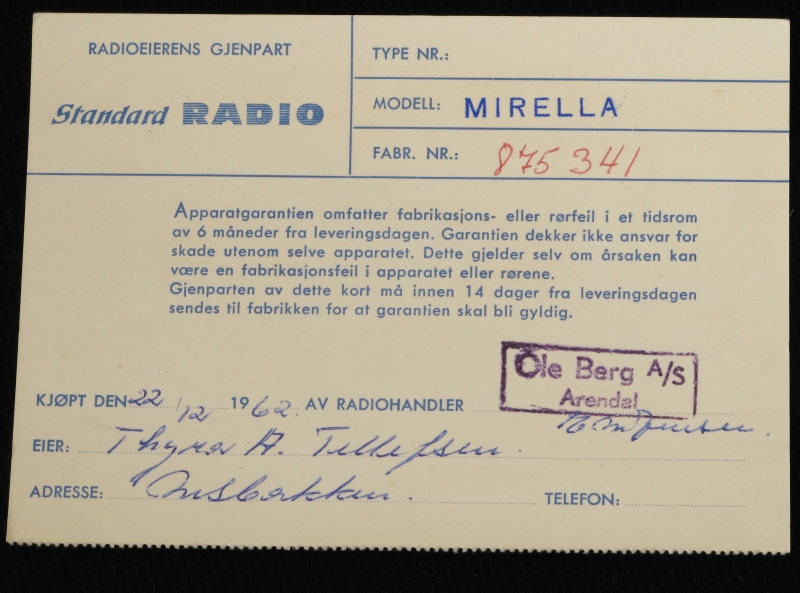 RADIOEIERENS GJENPART
Standard RADIO
TYPE NR.:
MODELL: MIRELLA
FABR. NR.: 875341
Apparatgarantien omfatter fabrikasjons- eller rørfeil i et tidsrom
av 6 måneder fra leveringsdagen. Garantien dekker ikke ansvar for
skade utenom selve apparatet. Dette gjelder selv om årsaken kan
være en fabrikasjonsfeil i apparatet eller rørene.
Gjenparten av dette kort må innen 14 dager fra leveringsdagen
sendes til fabrikken for at garantien skal bli gyldig.
Ole Berg A/S
Arendal
KJØPT DEN 22/12 1962. AV RADIOHANDLER
EIER: Thyra A. Tellefsen.
ADRESSE:
TELEFON: